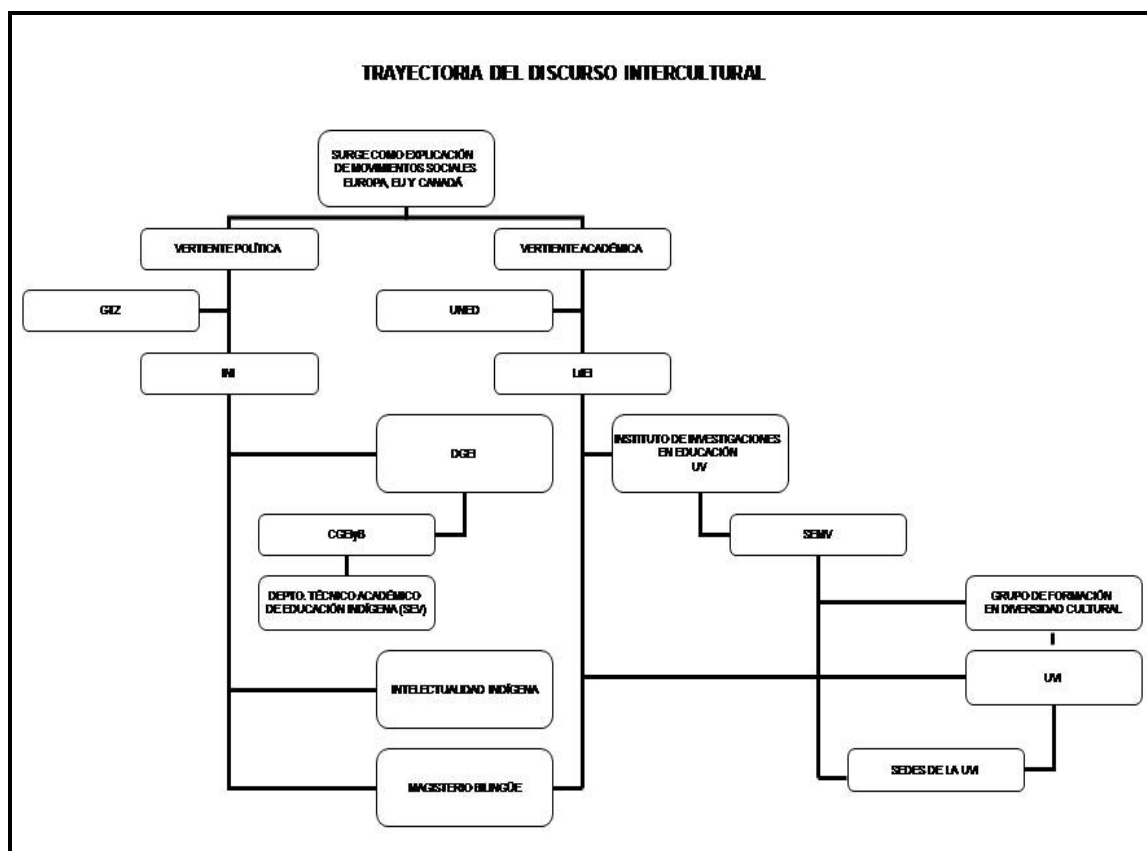 TRAYECTORIA DEL DISCURSO INTERCULTURAL
SURGE COMO EXPLICACIÓN
DE MOVIMIENTOS SOCIALES
EUROPA, EU Y CANADÁ
VERTIENTE POLÍTICA
VERTIENTE ACADÉMICA
GTZ
UNED
INI
LdEI
DGEI
INSTITUTO DE INVESTIGACIONES
EN EDUCACIÓN
UV
CGEIyB
SEMV
DEPTO. TÉCNICO ACADÉMICO
DE EDUCACIÓN INDÍGENA (SEV)
GRUPO DE FORMACIÓN
EN DIVERSIDAD CULTURAL
INTELECTUALIDAD INDÍGENA
UVI
MAGISTERIO BILINGÜE
SEDES DE LA UVI